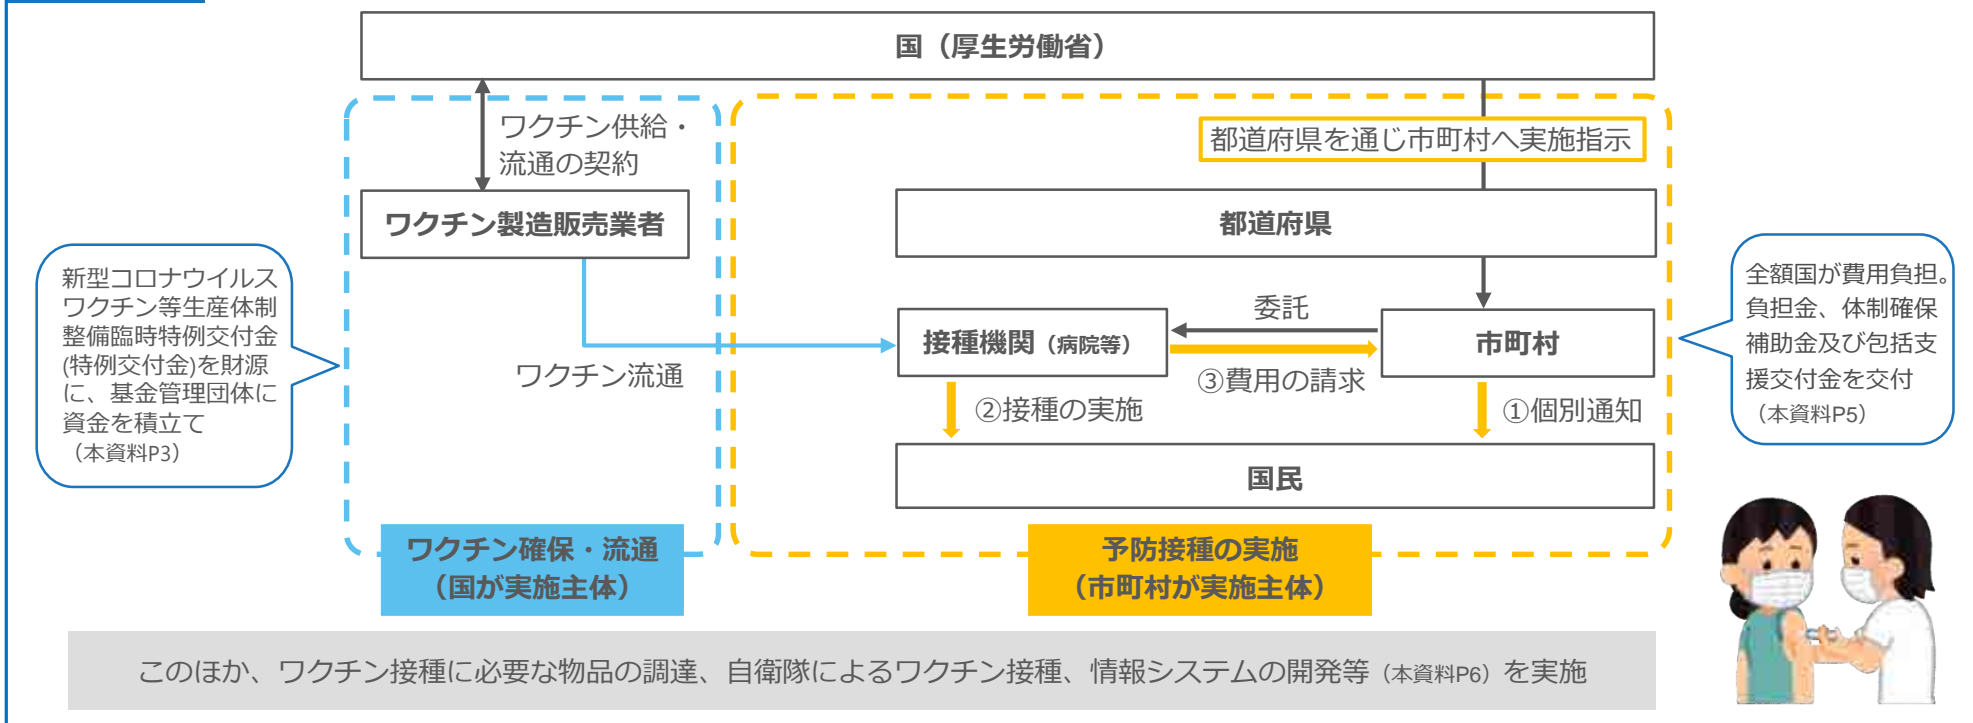 国（厚生労働省）
ワクチン供給・
流通の契約
都道府県を通じ市町村へ実施指示
ワクチン製造販売業者
都道府県
新型コロナウイルス
ワクチン等生産体制
整備臨時特例交付金
(特例交付金)を財源
に、基金管理団体に
資金を積立て
（本資料P3）
全額国が費用負担。
負担金、体制確保
補助金及び包括支
援交付金を交付
（本資料P5）
委託
接種機関（病院等）
市町村
ワクチン流通
③費用の請求
②接種の実施
①個別通知
国民
ワクチン確保・流通
（国が実施主体）
予防接種の実施
（市町村が実施主体）
このほか、ワクチン接種に必要な物品の調達、自衛隊によるワクチン接種、情報システムの開発等（本資料P6）を実施